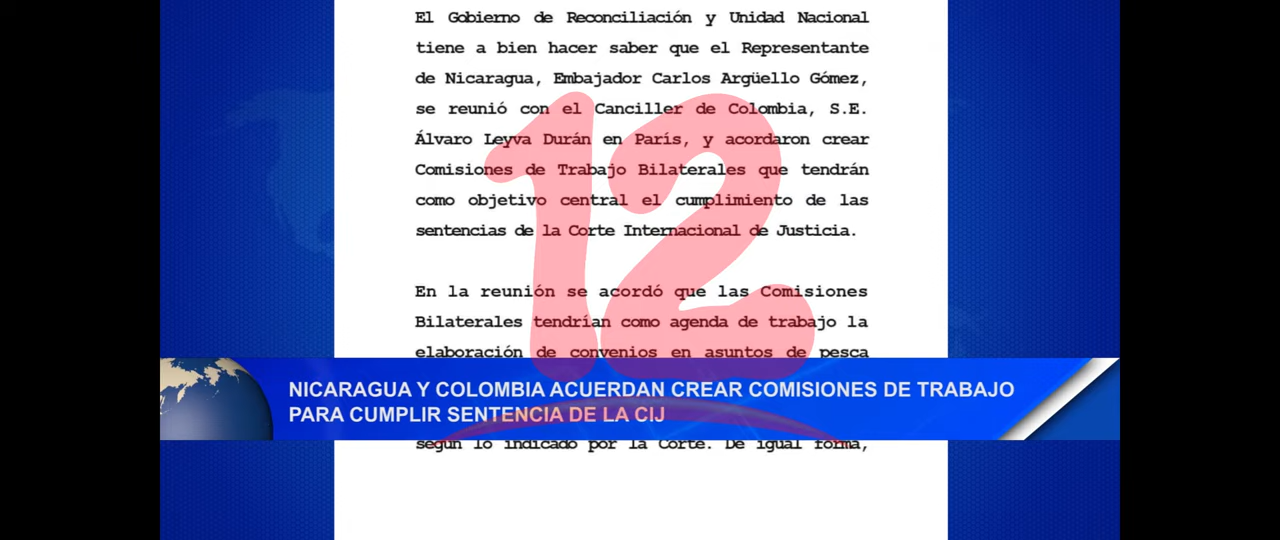 El Gobierno de Reconciliación y Unidad Nacional
tiene a bien hacer saber que el Representante
de Nicaragua, Embajador Carlos Argüello Gómez,
se reunió con el Canciller de Colombia, S.E.
Álvaro Leyva Durán en París, y acordaron crear
Comisiones de Trabajo Bilaterales que tendrán
como objetivo central el cumplimiento de las
sentencias de la Corte Internacional de Justicia.
12
En la reunión se acordó que las Comisiones
Bilaterales tendrían como agenda de trabajo la
elaboración de convenios en asuntos de pesca
NICARAGUA Y COLOMBIA ACUERDAN CREAR COMISIONES DE TRABAJO
PARA CUMPLIR SENTENCIA DE LA CIJ
según lo indicado por la Corte. De igual forma,